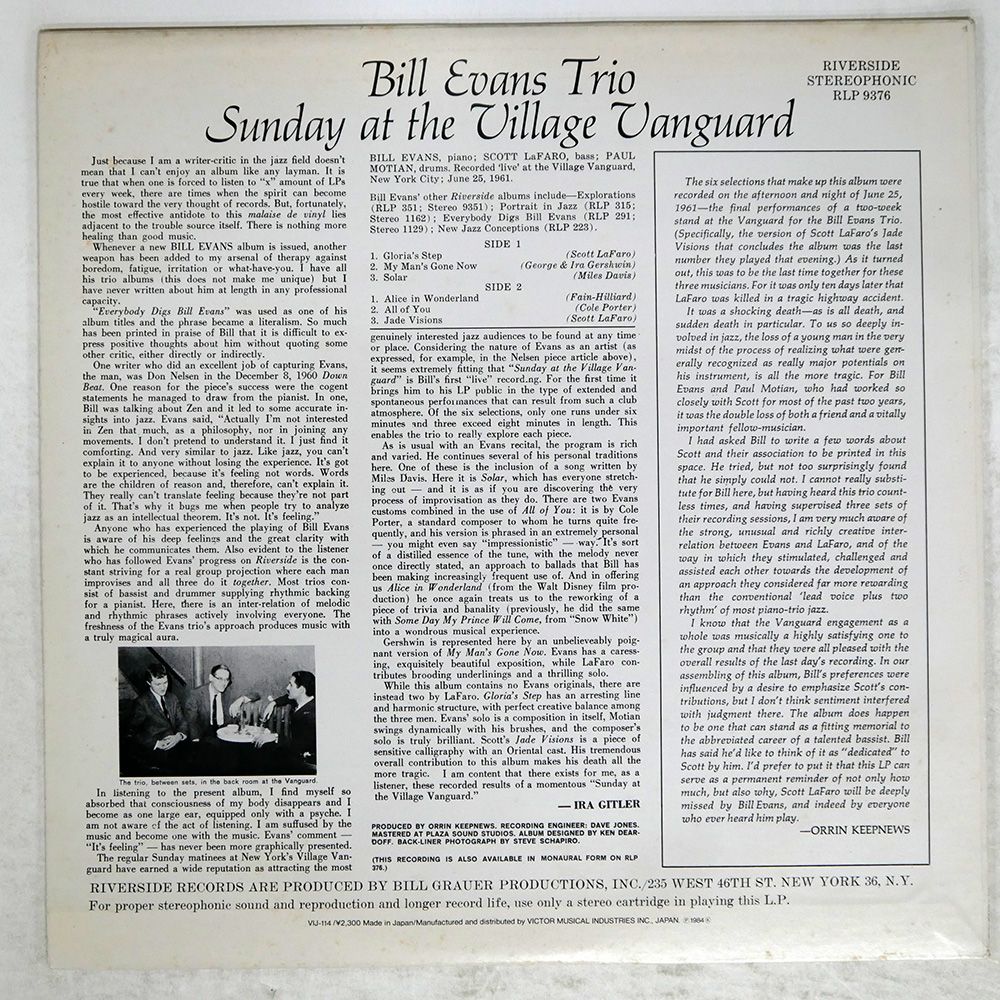 Bill Evans Trio
Sunday at the Village Vanguard
RIVERSIDE
STEREOPHONIC
RLP 9376
Just because I am a writer-critic in the jazz field doesn't
mean that I can't enjoy an album like any layman. It is
true that when one is forced to listen to "x" amount of LPs
every week, there are times when the spirit can become
hostile toward the very thought of records. But, fortunately,
the most effective antidote to this malaise de vinyl lies
adjacent to the trouble source itself. There is nothing more
healing than good music.
Whenever a new BILL EVANS album is issued, another
weapon has been added to my arsenal of therapy against
boredom, fatigue, irritation or what-have-you. I have all
his trio albums (this does not make me unique) but I
have never written about him at length in any professional
capacity.
"Everybody Digs Bill Evans" was used as one of his
album titles and the phrase became a literalism. So much
has been printed in praise of Bill that it is difficult to ex-
press positive thoughts about him without quoting some
other critic, either directly or indirectly.
One writer who did an excellent job of capturing Evans,
the man, was Don Nelsen in the December 8, 1960 Down
Beat. One reason for the piece's success were the cogent
statements he managed to draw from the pianist. In one,
Bill was talking about Zen and it led to some accurate in-
sights into jazz. Evans said, "Actually I'm not interested
in Zen that much, as a philosophy, nor in joining any
movements. I don't pretend to understand it. I just find it
comforting. And very similar to jazz. Like jazz, you can't
explain it to anyone without losing the experience. It's got
to be experienced, because it's feeling not words. Words
are the children of reason and, therefore, can't explain it.
They really can't translate feeling because they're not part
of it. That's why it bugs me when people try to analyze
jazz as an intellectual theorem. It's not. It's feeling."
Anyone who has experienced the playing of Bill Evans
is aware of his deep feelings and the great clarity with
which he communicates them. Also evident to the listener
who has followed Evans' progress on Riverside is the con-
stant striving for a real group projection where each man
improvises and all three do it together. Most trios con-
sist of bassist and drummer supplying rhythmic backing
for a pianist. Here, there is an inter-relation of melodic
and rhythmic phrases actively involving everyone. The
freshness of the Evans trio's approach produces music with
a truly magical aura.
The trio, between sets, in the back room at the Vanguard.
In listening to the present album, I find myself so
absorbed that consciousness of my body disappears and I
become as one large ear, equipped only with a psyche. I
am not aware of the act of listening. I am suffused by the
music and become one with the music. Evans' comment —
"It's feeling" — has never been more graphically presented.
The regular Sunday matinees at New York's Village Van-
guard have earned a wide reputation as attracting the most
BILL EVANS, piano; SCOTT LaFARO, bass; PAUL
MOTIAN, drums. Recorded 'live' at the Village Vanguard,
New York City; June 25, 1961.
Bill Evans' other Riverside albums include—Explorations
(RLP 351; Stereo 9351); Portrait in Jazz (RLP 315;
Stereo 1162); Everybody Digs Bill Evans (RLP 291;
Stereo 1129); New Jazz Conceptions (RLP 223).
SIDE 1
1. Gloria's Step (Scott LaFaro)
2. My Man's Gone Now (George & Ira Gershwin)
3. Solar (Miles Davis)
SIDE 2
1. Alice in Wonderland (Fain-Hilliard)
2. All of You (Cole Porter)
3. Jade Visions (Scott LaFaro)
genuinely interested jazz audiences to be found at any time
or place. Considering the nature of Evans as an artist (as
expressed, for example, in the Nelsen piece article above),
it seems extremely fitting that "Sunday at the Village Van-
guard" is Bill's first "live" record.ng. For the first time it
brings him to his LP public in the type of extended and
spontaneous performances that can result from such a club
atmosphere. Of the six selections, only one runs under six
minutes and three exceed eight minutes in length. This
enables the trio to really explore each piece.
As is usual with an Evans recital, the program is rich
and varied. He continues several of his personal traditions
here. One of these is the inclusion of a song written by
Miles Davis. Here it is Solar, which has everyone stretch-
ing out — and it is as if you are discovering the very
process of improvisation as they do. There are two Evans
customs combined in the use of All of You: it is by Cole
Porter, a standard composer to whom he turns quite fre-
quently, and his version is phrased in an extremely personal
— you might even say "impressionistic" — way. It's sort
of a distilled essence of the tune, with the melody never
once directly stated, an approach to ballads that Bill has
been making increasingly frequent use of. And in offering
us Alice in Wonderland (from the Walt Disney film pro-
duction) he once again treats us to the reworking of a
piece of trivia and banality (previously, he did the same
with Some Day My Prince Will Come, from "Snow White")
into a wondrous musical experience.
Gershwin is represented here by an unbelieveably poig-
nant version of My Man's Gone Now. Evans has a caress-
ing, exquisitely beautiful exposition, while LaFaro con-
tributes brooding underlinings and a thrilling solo.
While this album contains no Evans originals, there are
instead two by LaFaro. Gloria's Step has an arresting line
and harmonic structure, with perfect creative balance among
the three men. Evans' solo is a composition in itself, Motian
swings dynamically with his brushes, and the composer's
solo is truly brilliant. Scott's Jade Visions is a piece of
sensitive calligraphy with an Oriental cast. His tremendous
overall contribution to this album makes his death all the
more tragic. I am content that there exists for me, as a
listener, these recorded results of a momentous "Sunday at
the Village Vanguard."
— IRA GITLER
PRODUCED BY ORRIN KEEPNEWS. RECORDING ENGINEER: DAVE JONES.
MASTERED AT PLAZA SOUND STUDIOS. ALBUM DESIGNED BY KEN DEAR-
DOFF. BACK-LINER PHOTOGRAPH BY STEVE SCHAPIRO.
(THIS RECORDING IS ALSO AVAILABLE IN MONAURAL FORM ON RLP
376.)
The six selections that make up this album were
recorded on the afternoon and night of June 25,
1961—the final performances of a two-week
stand at the Vanguard for the Bill Evans Trio.
(Specifically, the version of Scott LaFaro's Jade
Visions that concludes the album was the last
number they played that evening.) As it turned
out, this was to be the last time together for these
three musicians. For it was only ten days later that
LaFaro was killed in a tragic highway accident.
It was a shocking death—as is all death, and
sudden death in particular. To us so deeply in-
volved in jazz, the loss of a young man in the very
midst of the process of realizing what were gen-
erally recognized as really major potentials on
his instrument, is all the more tragic. For Bill
Evans and Paul Motian, who had worked so
closely with Scott for most of the past two years,
it was the double loss of both a friend and a vitally
important fellow-musician.
I had asked Bill to write a few words about
Scott and their association to be printed in this
space. He tried, but not too surprisingly found
that he simply could not. I cannot really substi-
tute for Bill here, but having heard this trio count-
less times, and having supervised three sets of
their recording sessions, I am very much aware of
the strong, unusual and richly creative inter-
relation between Evans and LaFaro, and of the
way in which they stimulated, challenged and
assisted each other towards the development of
an approach they considered far more rewarding
than the conventional 'lead voice plus two
rhythm' of most piano-trio jazz.
I know that the Vanguard engagement as a
whole was musically a highly satisfying one to
the group and that they were all pleased with the
overall results of the last day's recording. In our
assembling of this album, Bill's preferences were
influenced by a desire to emphasize Scott's con-
tributions, but I don't think sentiment interfered
with judgment there. The album does happen
to be one that can stand as a fitting memorial to
the abbreviated career of a talented bassist. Bill
has said he'd like to think of it as "dedicated" to
Scott by him. I'd prefer to put it that this LP can
serve as a permanent reminder of not only how
much, but also why, Scott LaFaro will be deeply
missed by Bill Evans, and indeed by everyone
who ever heard him play.
—ORRIN KEEPNEWS
RIVERSIDE RECORDS ARE PRODUCED BY BILL GRAUER PRODUCTIONS, INC./235 WEST 46TH ST. NEW YORK 36, N.Y.
For proper stereophonic sound and reproduction and longer record life, use only a stereo cartridge in playing this L.P.
VIJ-114/¥2,300 Made in Japan/Manufactured and distributed by VICTOR MUSICAL INDUSTRIES INC., JAPAN. Ⓟ1984Ⓚ